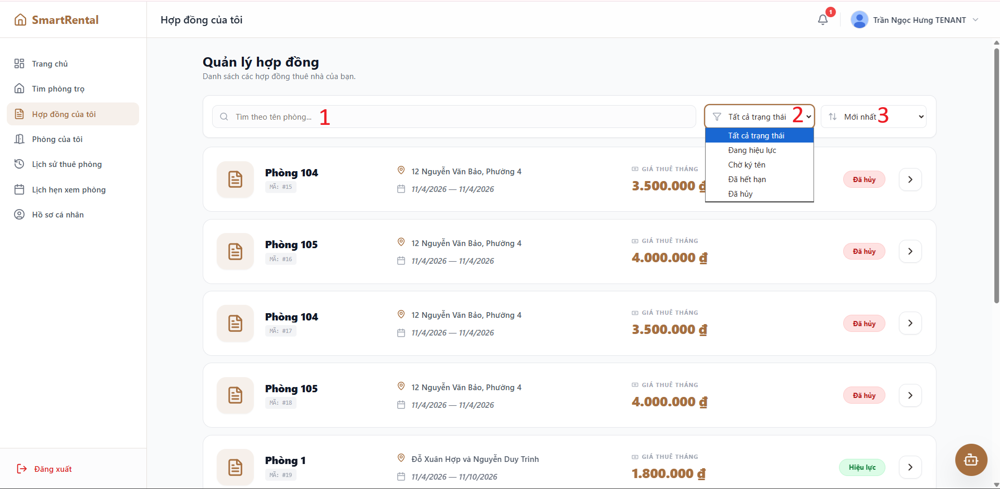 SmartRental
Hợp đồng của tôi
1
Trần Ngọc Hưng TENANT
Trang chủ
Tìm phòng trọ
Hợp đồng của tôi
Phòng của tôi
Lịch sử thuê phòng
Lịch hẹn xem phòng
Hồ sơ cá nhân
Đăng xuất
Quản lý hợp đồng
Danh sách các hợp đồng thuê nhà của bạn.
Tìm theo tên phòng... 1
Tất cả trạng thái 2
Mới nhất 3
Tất cả trạng thái
Đang hiệu lực
Chờ ký tên
Đã hết hạn
Đã hủy
Phòng 104
MÃ: #15
12 Nguyễn Văn Bảo, Phường 4
11/4/2026 — 11/4/2026
GIÁ THUÊ THÁNG
3.500.000 ₫
Đã hủy
Phòng 105
MÃ: #16
12 Nguyễn Văn Bảo, Phường 4
11/4/2026 — 11/4/2026
GIÁ THUÊ THÁNG
4.000.000 ₫
Đã hủy
Phòng 104
MÃ: #17
12 Nguyễn Văn Bảo, Phường 4
11/4/2026 — 11/4/2026
GIÁ THUÊ THÁNG
3.500.000 ₫
Đã hủy
Phòng 105
MÃ: #18
12 Nguyễn Văn Bảo, Phường 4
11/4/2026 — 11/4/2026
GIÁ THUÊ THÁNG
4.000.000 ₫
Đã hủy
Phòng 1
MÃ: #19
Đỗ Xuân Hợp và Nguyễn Duy Trinh
11/4/2026 — 11/10/2026
GIÁ THUÊ THÁNG
1.800.000 ₫
Hiệu lực